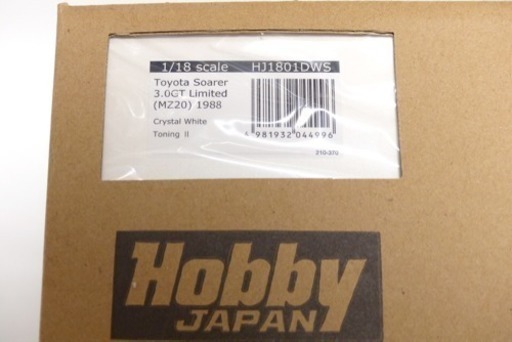 1/18 scale HJ1801DWS
Toyota Soarer
3.0GT Limited
(MZ20) 1988
Crystal White
Toning II
4 981932 044996
210-370
Hobby
JAPAN